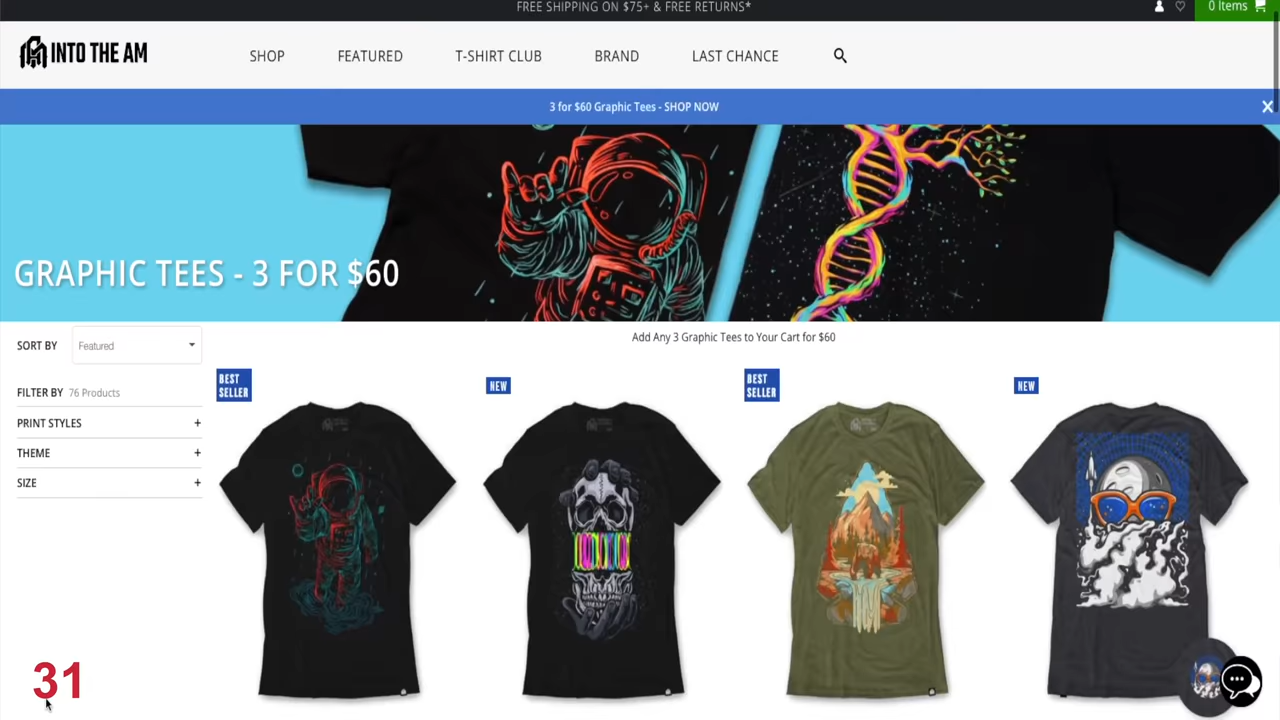 FREE SHIPPING ON $75+ & FREE RETURNS*
0 Items
INTO THE AM
SHOP
FEATURED
T-SHIRT CLUB
BRAND
LAST CHANCE
3 for $60 Graphic Tees - SHOP NOW
GRAPHIC TEES - 3 FOR $60
Add Any 3 Graphic Tees to Your Cart for $60
SORT BY
Featured
FILTER BY 76 Products
PRINT STYLES +
THEME +
SIZE +
BEST
SELLER
NEW
BEST
SELLER
NEW
31